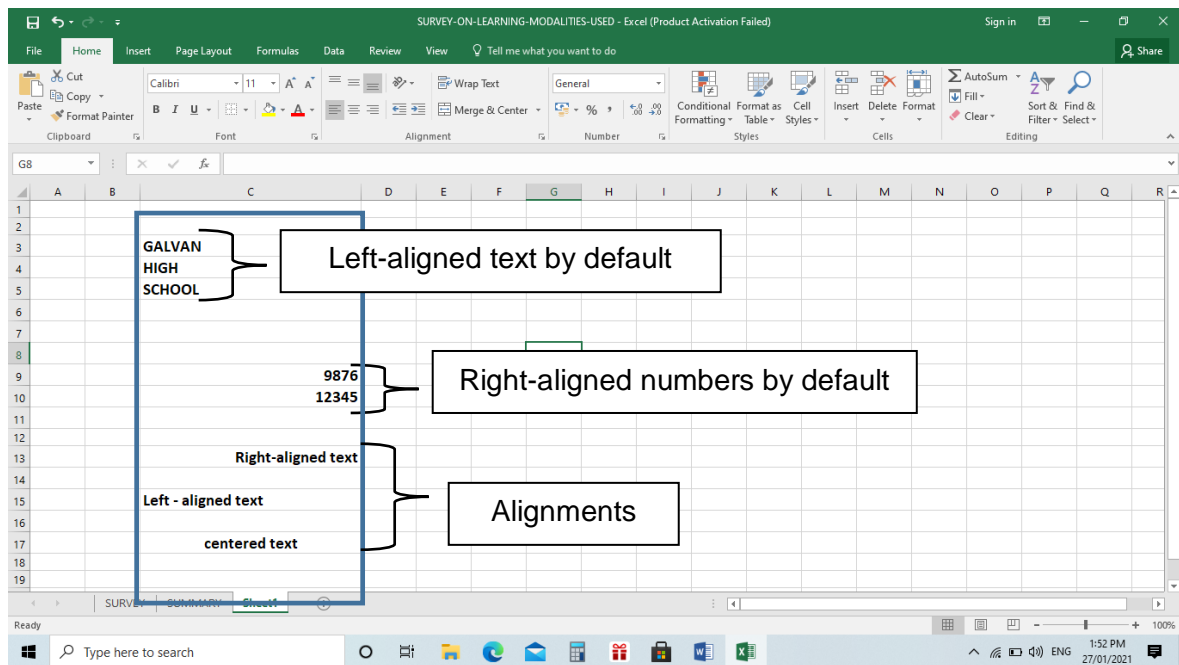 SURVEY-ON-LEARNING-MODALITIES-USED - Excel (Product Activation Failed)
Sign in
File Home Insert Page Layout Formulas Data Review View Tell me what you want to do Share
Paste
Cut
Copy
Format Painter
Calibri 11 A A
B I U A
Wrap Text
Merge & Center
General
% , .0 .00 .00 .0
Conditional Formatting
Format as Table
Cell Styles
Insert Delete Format
AutoSum
Fill
Clear
Sort & Filter
Find & Select
Clipboard Font Alignment Number Styles Cells Editing
G8 fx
A B C D E F G H I J K L M N O P Q R
1
2
3 GALVAN
4 HIGH
5 SCHOOL
Left-aligned text by default
6
7
8
9 9876
10 12345
Right-aligned numbers by default
11
12
13 Right-aligned text
14
15 Left - aligned text
Alignments
16
17 centered text
18
19
SURVEY SUMMARY Sheet1
Ready 100%
Type here to search
ENG
1:52 PM
27/01/2021